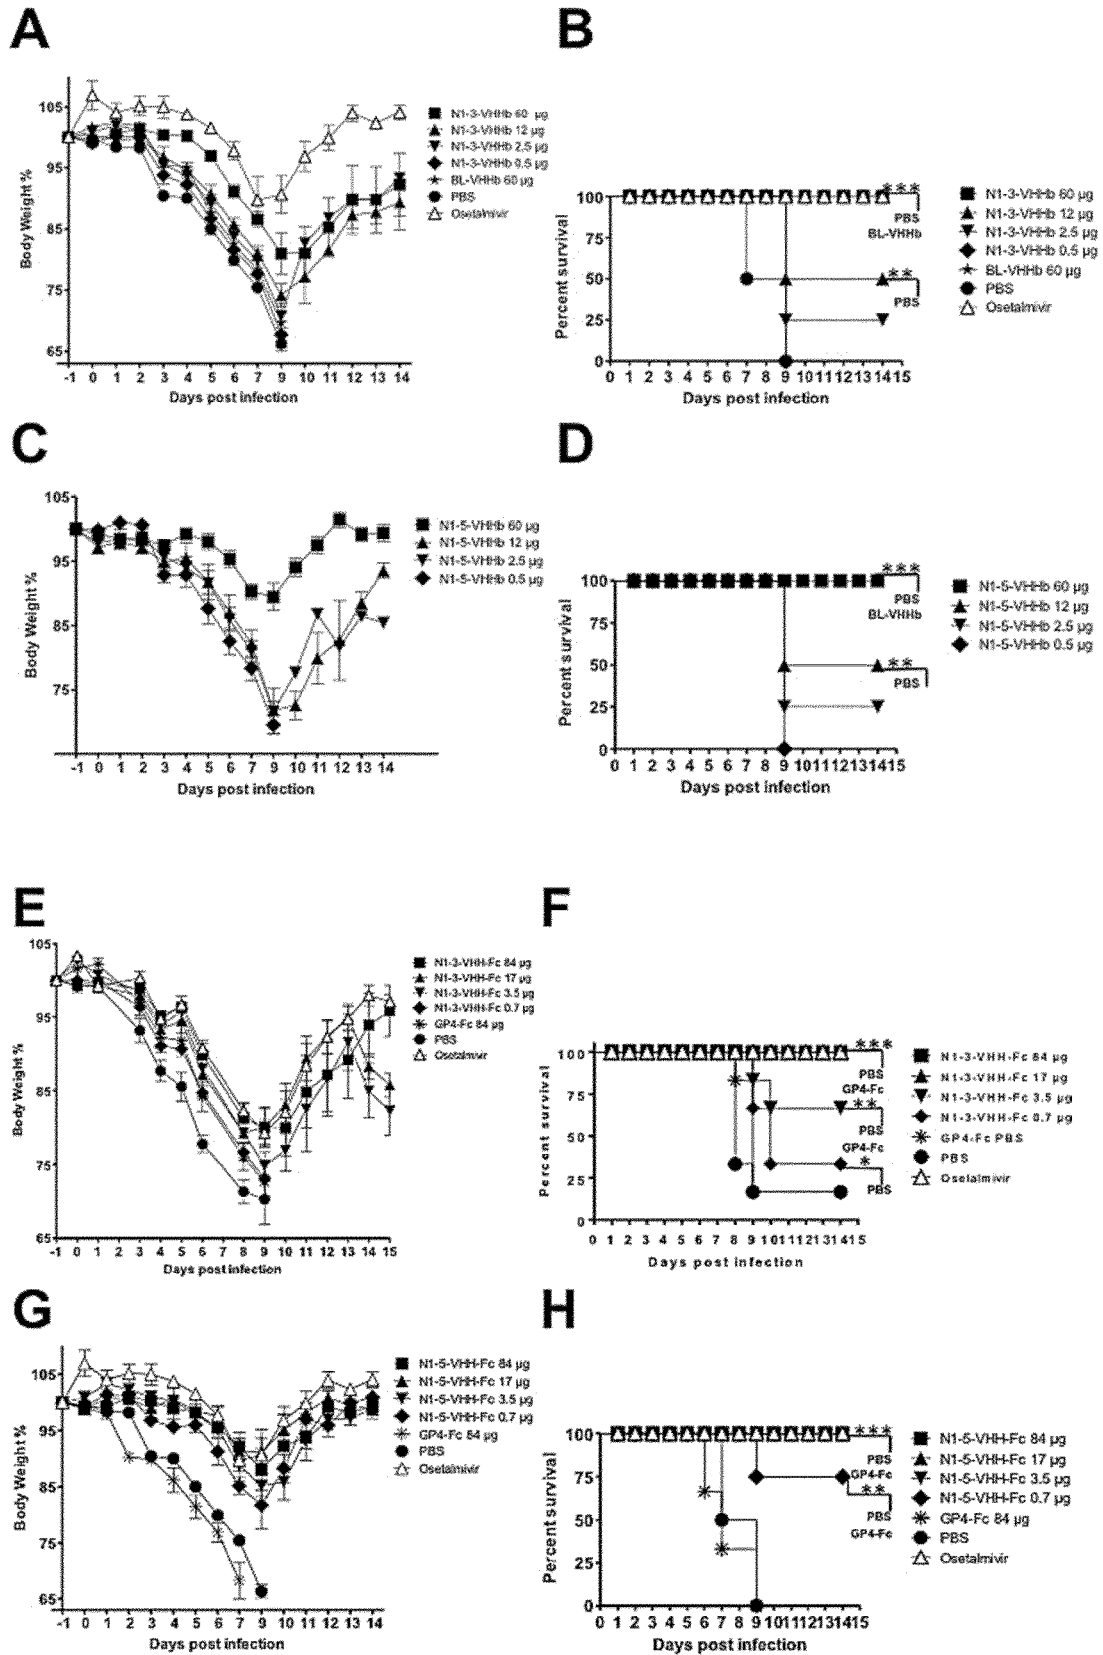 A
Body Weight %
105
95
85
75
65
-1 0 1 2 3 4 5 6 7 9 10 11 12 13 14
Days post infection
N1-3-VHHb 60 µg
N1-3-VHHb 12 µg
N1-3-VHHb 2.5 µg
N1-3-VHHb 0.5 µg
BL-VHHb 60 µg
PBS
Osetalmivir
B
Percent survival
100
75
50
25
0
1 2 3 4 5 6 7 8 9 10 11 12 13 14 15
Days post infection
***
PBS
BL-VHHb
**
PBS
N1-3-VHHb 60 µg
N1-3-VHHb 12 µg
N1-3-VHHb 2.5 µg
N1-3-VHHb 0.5 µg
BL-VHHb 60 µg
PBS
Osetalmivir
C
Body Weight %
105
95
85
75
-1 0 1 2 3 4 5 6 7 9 10 11 12 13 14
Days post infection
N1-5-VHHb 60 µg
N1-5-VHHb 12 µg
N1-5-VHHb 2.5 µg
N1-5-VHHb 0.5 µg
D
Percent survival
100
75
50
25
0
0 1 2 3 4 5 6 7 8 9 10 11 12 13 14 15
Days post infection
***
PBS
BL-VHHb
**
PBS
N1-5-VHHb 60 µg
N1-5-VHHb 12 µg
N1-5-VHHb 2.5 µg
N1-5-VHHb 0.5 µg
E
Body Weight %
105
95
85
75
65
-1 0 1 2 3 4 5 6 8 9 10 11 12 13 14 15
Days post infection
N1-3-VHH-Fc 84 µg
N1-3-VHH-Fc 17 µg
N1-3-VHH-Fc 3.5 µg
N1-3-VHH-Fc 0.7 µg
GP4-Fc 84 µg
PBS
Osetalmivir
F
Percent survival
100
75
50
25
0
0 1 2 3 4 5 6 7 8 9 10 11 12 13 14 15
Days post infection
***
PBS
GP4-Fc
**
PBS
GP4-Fc
*
PBS
N1-3-VHH-Fc 84 µg
N1-3-VHH-Fc 17 µg
N1-3-VHH-Fc 3.5 µg
N1-3-VHH-Fc 0.7 µg
GP4-Fc PBS
PBS
Osetalmivir
G
Body Weight %
105
95
85
75
65
-1 0 1 2 3 4 5 6 7 9 10 11 12 13 14
Days post infection
N1-5-VHH-Fc 84 µg
N1-5-VHH-Fc 17 µg
N1-5-VHH-Fc 3.5 µg
N1-5-VHH-Fc 0.7 µg
GP4-Fc 84 µg
PBS
Osetalmivir
H
Percent survival
100
75
50
25
0
0 1 2 3 4 5 6 7 8 9 10 11 12 13 14 15
Days post infection
***
PBS
GP4-Fc
**
PBS
GP4-Fc
N1-5-VHH-Fc 84 µg
N1-5-VHH-Fc 17 µg
N1-5-VHH-Fc 3.5 µg
N1-5-VHH-Fc 0.7 µg
GP4-Fc 84 µg
PBS
Osetalmivir